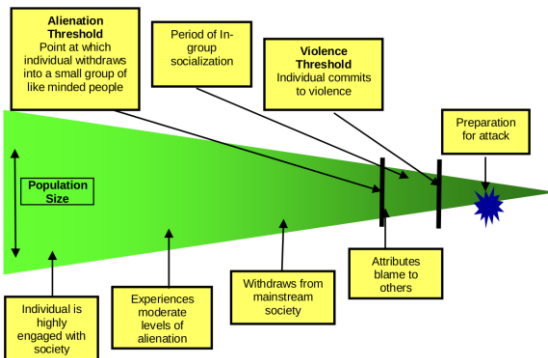 Alienation
Threshold
Point at which
individual withdraws
into a small group of
like minded people
Period of In-
group
socialization
Violence
Threshold
Individual commits
to violence
Preparation
for attack
Population
Size
Individual is
highly
engaged with
society
Experiences
moderate
levels of
alienation
Withdraws from
mainstream
society
Attributes
blame to
others